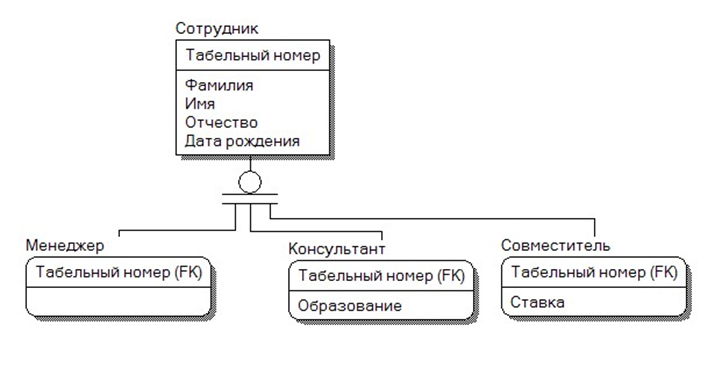 Сотрудник
Табельный номер
Фамилия
Имя
Отчество
Дата рождения
Менеджер
Табельный номер (FK)
Консультант
Табельный номер (FK)
Образование
Совместитель
Табельный номер (FK)
Ставка